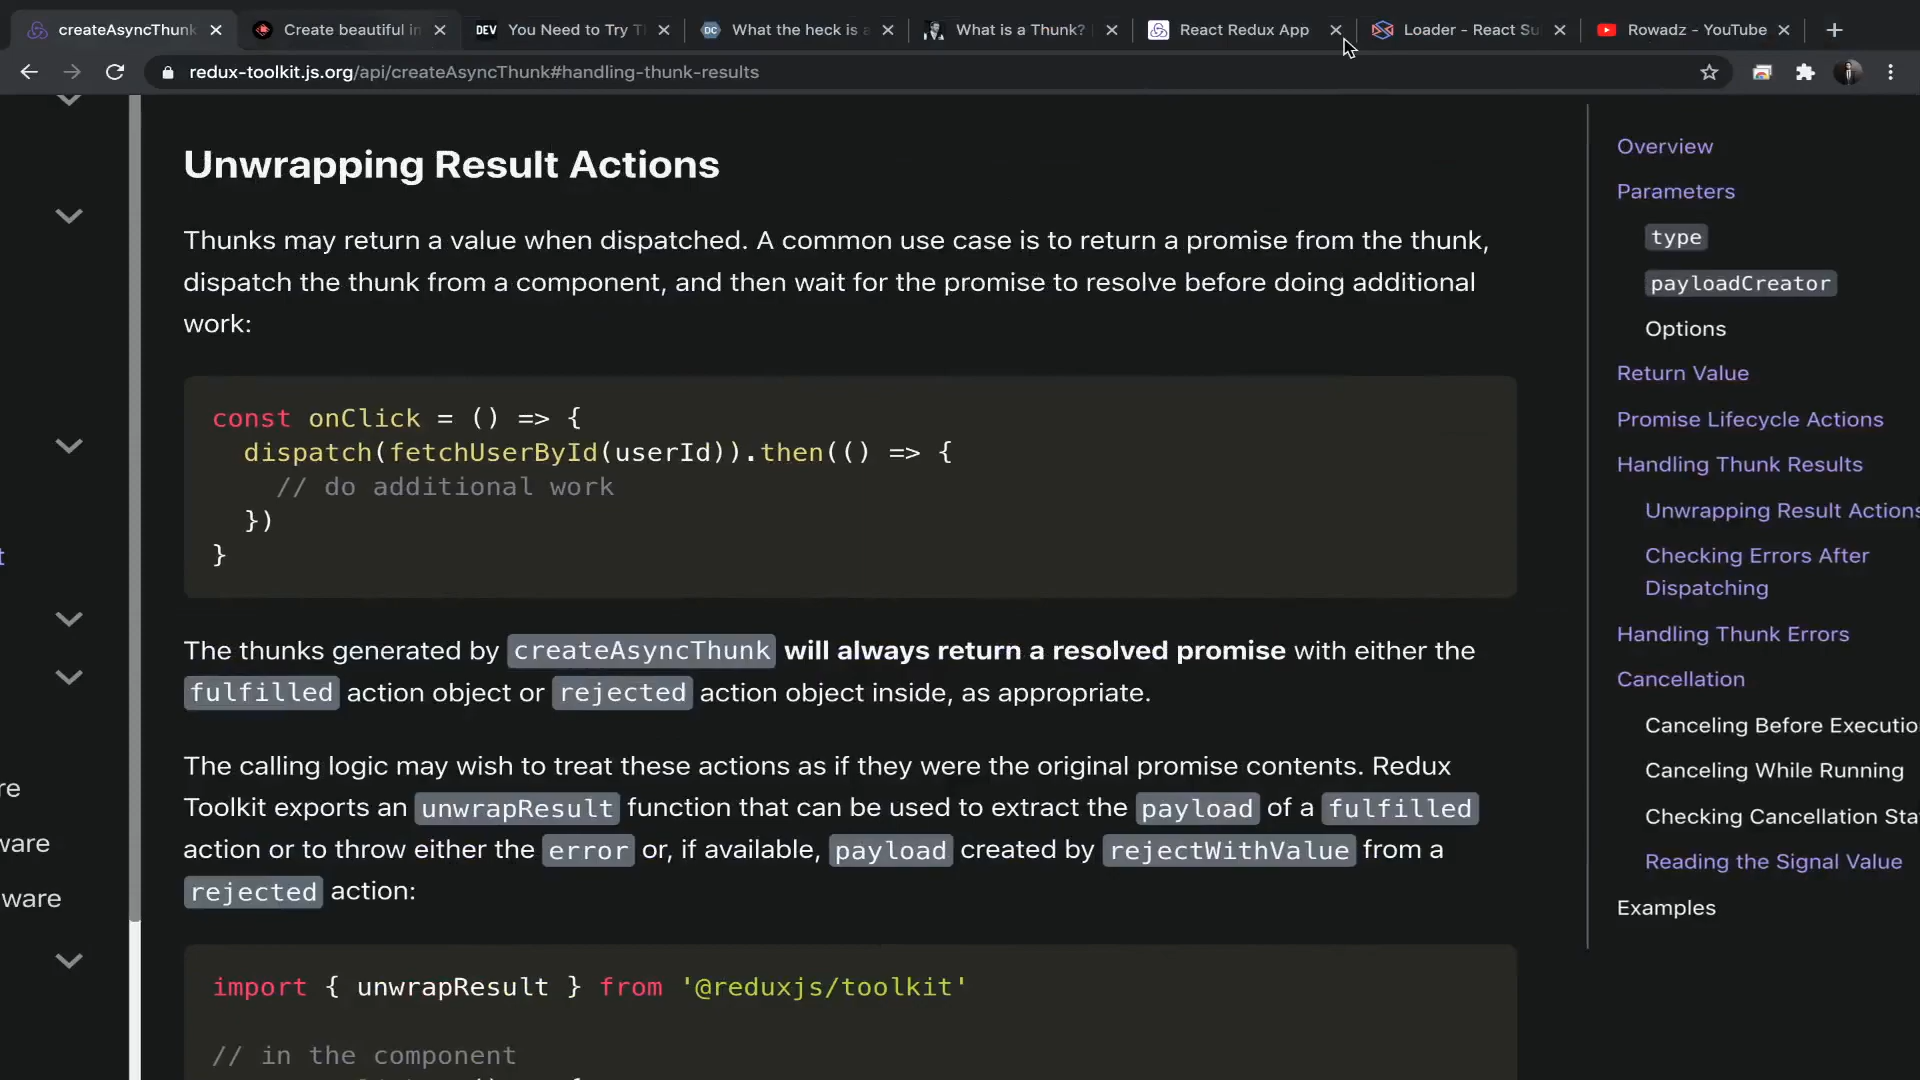 createAsyncThunk
Create beautiful in
DEV You Need to Try T
DC What the heck is a
What is a Thunk?
React Redux App
Loader - React Su
Rowadz - YouTube
redux-toolkit.js.org/api/createAsyncThunk#handling-thunk-results
Unwrapping Result Actions
Thunks may return a value when dispatched. A common use case is to return a promise from the thunk,
dispatch the thunk from a component, and then wait for the promise to resolve before doing additional
work:
const onClick = () => {
dispatch(fetchUserById(userId)).then(() => {
// do additional work
})
}
The thunks generated by createAsyncThunk will always return a resolved promise with either the
fulfilled action object or rejected action object inside, as appropriate.
The calling logic may wish to treat these actions as if they were the original promise contents. Redux
Toolkit exports an unwrapResult function that can be used to extract the payload of a fulfilled
action or to throw either the error or, if available, payload created by rejectWithValue from a
rejected action:
import { unwrapResult } from '@reduxjs/toolkit'
// in the component
t
re
ware
ware
Overview
Parameters
type
payloadCreator
Options
Return Value
Promise Lifecycle Actions
Handling Thunk Results
Unwrapping Result Actions
Checking Errors After
Dispatching
Handling Thunk Errors
Cancellation
Canceling Before Executio
Canceling While Running
Checking Cancellation Sta
Reading the Signal Value
Examples